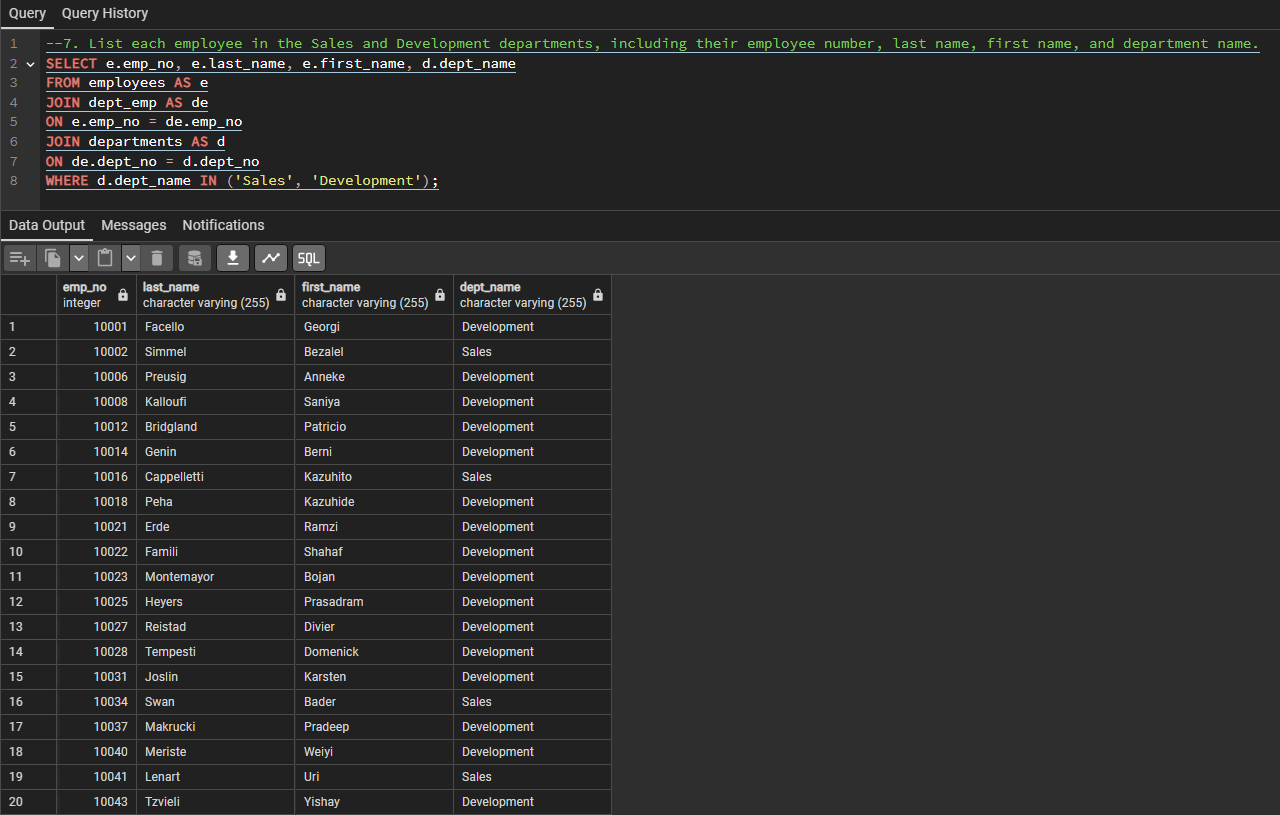 Query Query History
1 --7. List each employee in the Sales and Development departments, including their employee number, last name, first name, and department name.
2 SELECT e.emp_no, e.last_name, e.first_name, d.dept_name
3 FROM employees AS e
4 JOIN dept_emp AS de
5 ON e.emp_no = de.emp_no
6 JOIN departments AS d
7 ON de.dept_no = d.dept_no
8 WHERE d.dept_name IN ('Sales', 'Development');
Data Output Messages Notifications
SQL
emp_no last_name first_name dept_name
integer character varying (255) character varying (255) character varying (255)
1 10001 Facello Georgi Development
2 10002 Simmel Bezalel Sales
3 10006 Preusig Anneke Development
4 10008 Kalloufi Saniya Development
5 10012 Bridgland Patricio Development
6 10014 Genin Berni Development
7 10016 Cappelletti Kazuhito Sales
8 10018 Peha Kazuhide Development
9 10021 Erde Ramzi Development
10 10022 Famili Shahaf Development
11 10023 Montemayor Bojan Development
12 10025 Heyers Prasadram Development
13 10027 Reistad Divier Development
14 10028 Tempesti Domenick Development
15 10031 Joslin Karsten Development
16 10034 Swan Bader Sales
17 10037 Makrucki Pradeep Development
18 10040 Meriste Weiyi Development
19 10041 Lenart Uri Sales
20 10043 Tzvieli Yishay Development